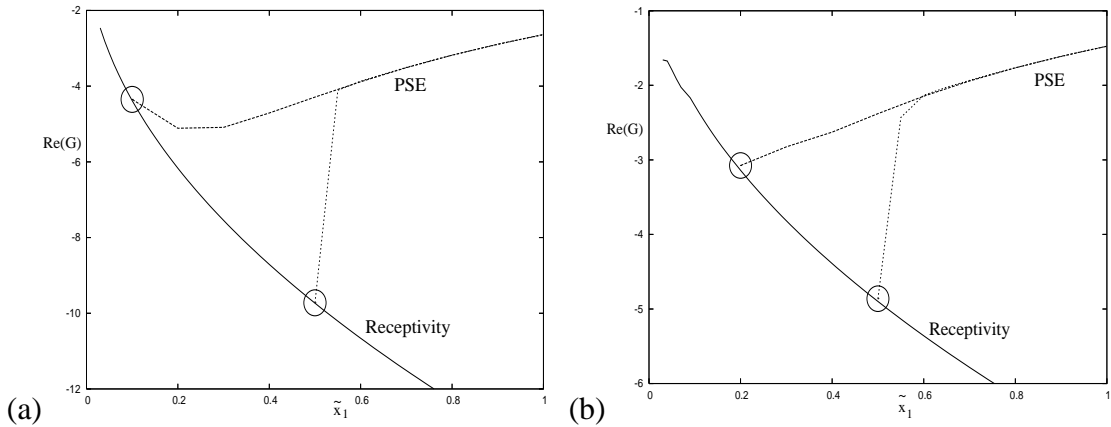 -2
-4
PSE
Re(G)
-6
-8
-10
Receptivity
-12
0 0.2 0.4 0.6 0.8 1
(a)
x̃₁
-1
-2
PSE
Re(G)
-3
-4
-5
Receptivity
-6
0 0.2 0.4 0.6 0.8 1
(b)
x̃₁